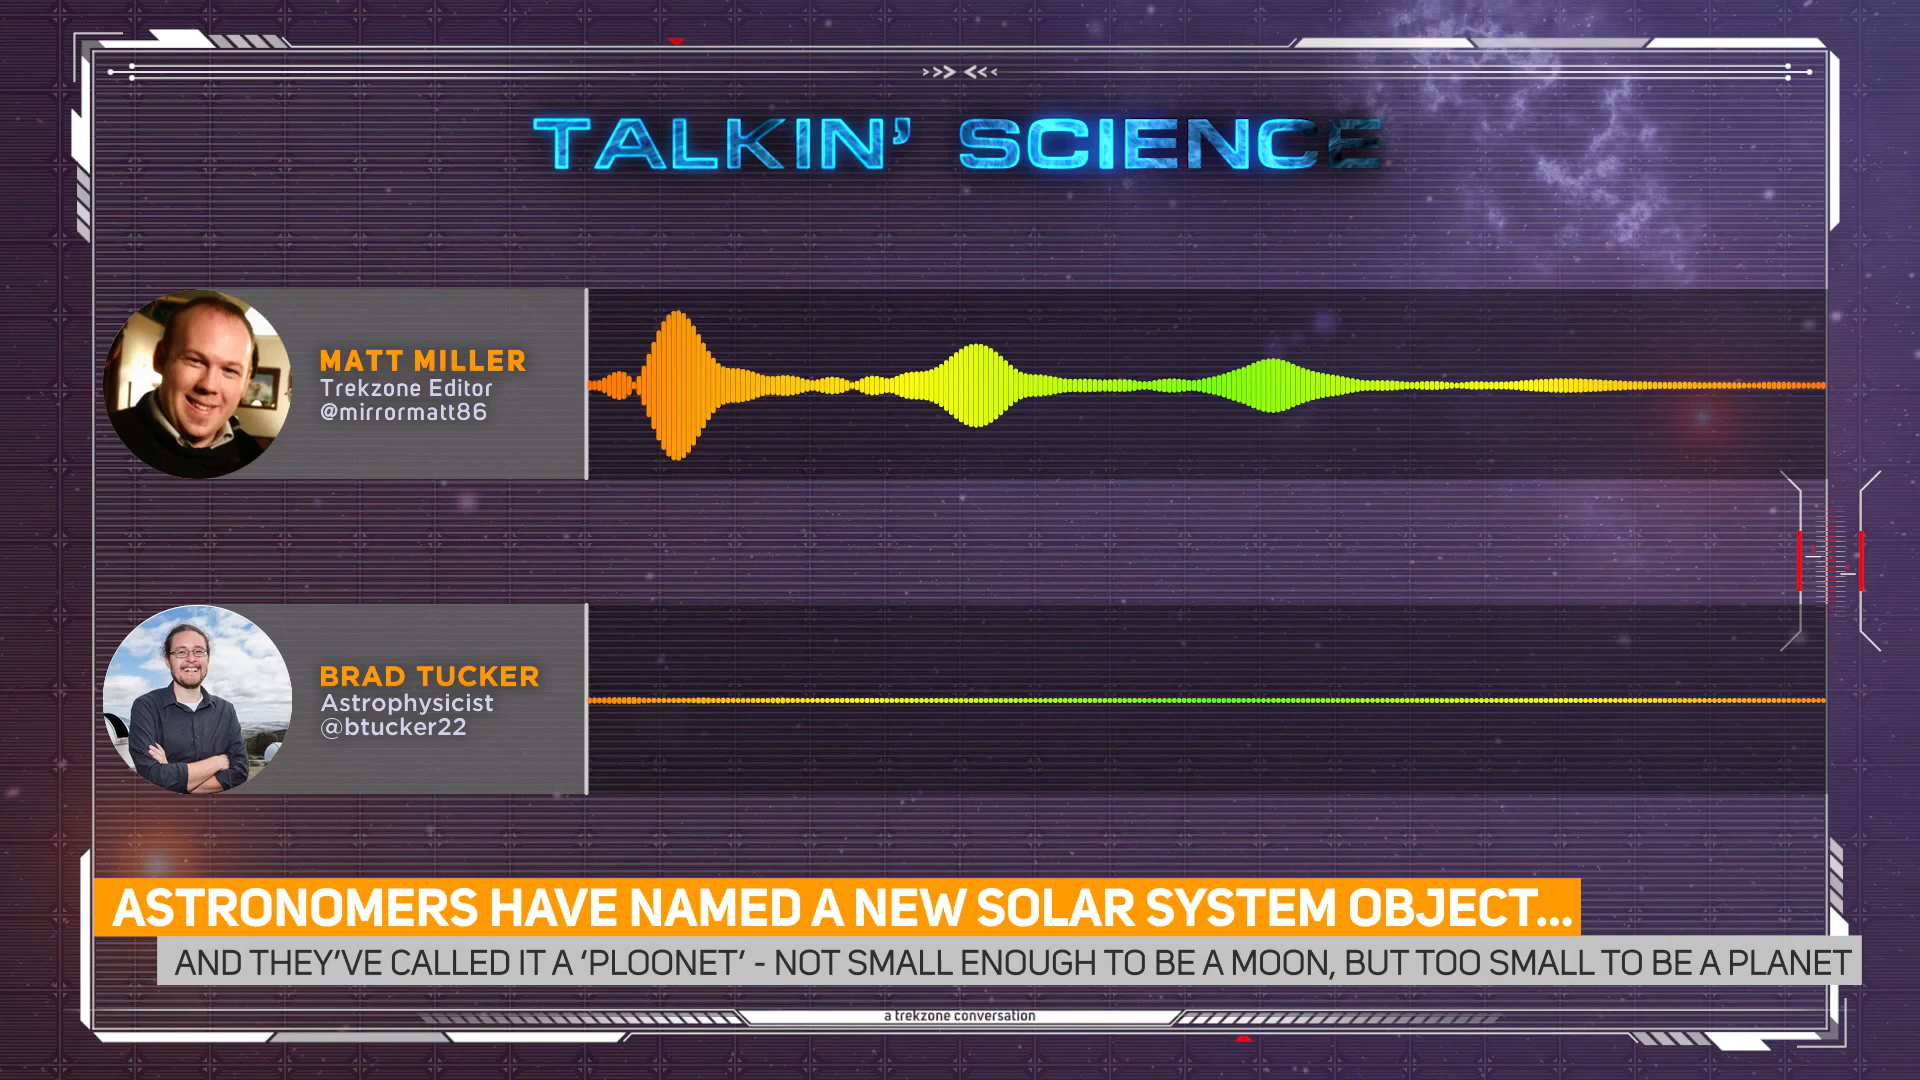 TALKIN' SCIENCE
MATT MILLER
Trekzone Editor
@mirrormatt86
BRAD TUCKER
Astrophysicist
@btucker22
ASTRONOMERS HAVE NAMED A NEW SOLAR SYSTEM OBJECT...
AND THEY'VE CALLED IT A 'PLOONET' - NOT SMALL ENOUGH TO BE A MOON, BUT TOO SMALL TO BE A PLANET
a trekzone conversation